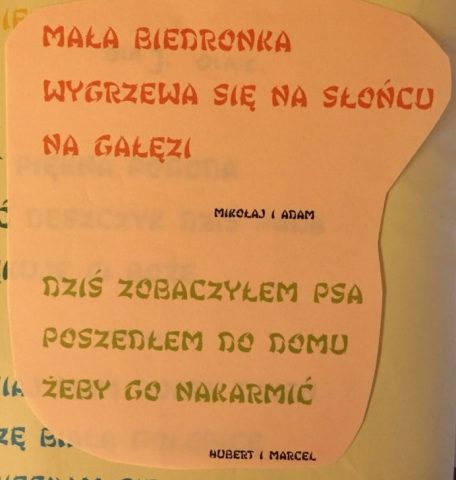 MAŁA BIEDRONKA
WYGRZEWA SIĘ NA SŁOŃCU
NA GAŁĘZI
MIKOŁAJ I ADAM
DZIŚ ZOBACZYŁEM PSA
POSZEDŁEM DO DOMU
ŻEBY GO NAKARMIĆ
HUBERT I MARCEL